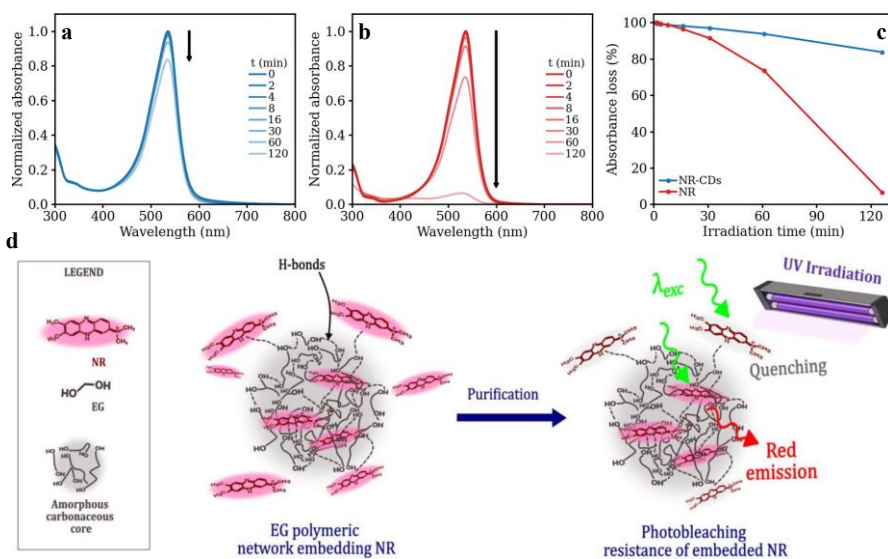 a
Normalized absorbance
1.0
0.8
0.6
0.4
0.2
0.0
300
400
500
600
700
800
Wavelength (nm)
t (min)
0
2
4
8
16
30
60
120
b
Normalized absorbance
1.0
0.8
0.6
0.4
0.2
0.0
300
400
500
600
700
800
Wavelength (nm)
t (min)
0
2
4
8
16
30
60
120
c
Absorbance loss (%)
100
80
60
40
20
0
0
30
60
90
120
Irradiation time (min)
NR-CDs
NR
d
LEGEND
NR
HO
OH
EG
Amorphous
carbonaceous
core
H-bonds
EG polymeric
network embedding NR
Purification
λexc
UV Irradiation
Quenching
Red
emission
Photobleaching
resistance of embedded NR